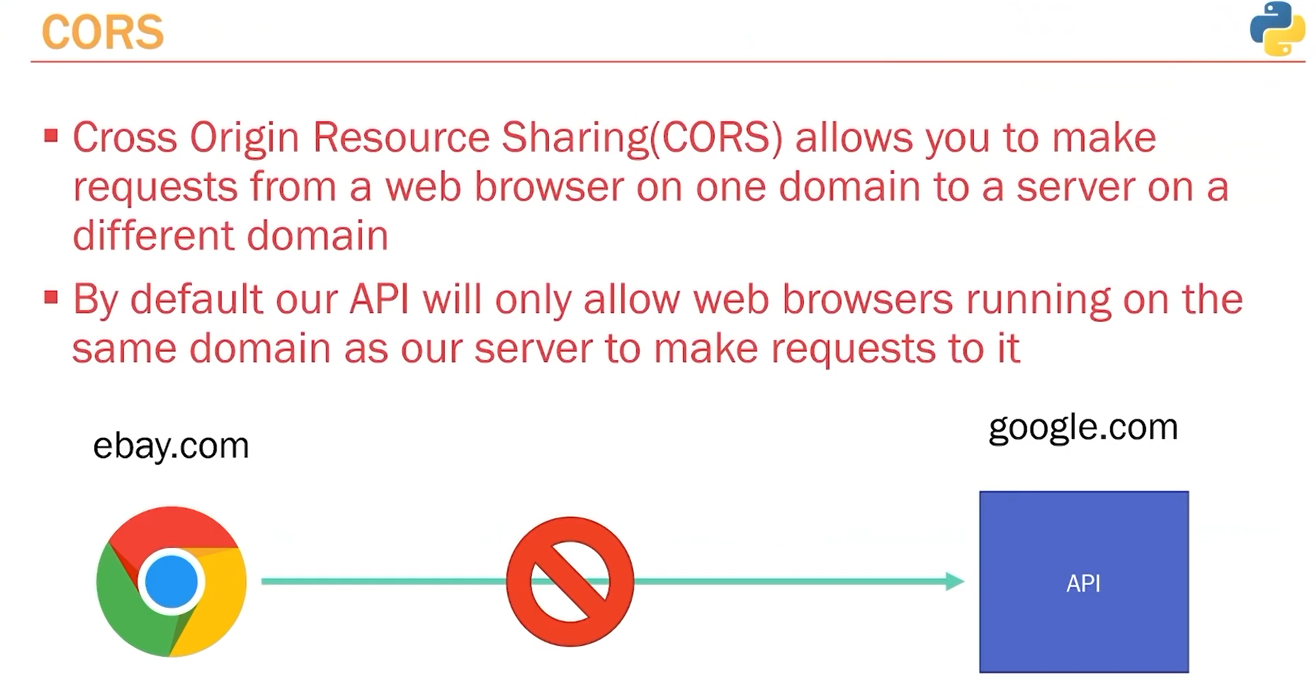 CORS
▪ Cross Origin Resource Sharing(CORS) allows you to make
requests from a web browser on one domain to a server on a
different domain
▪ By default our API will only allow web browsers running on the
same domain as our server to make requests to it
ebay.com
google.com
API